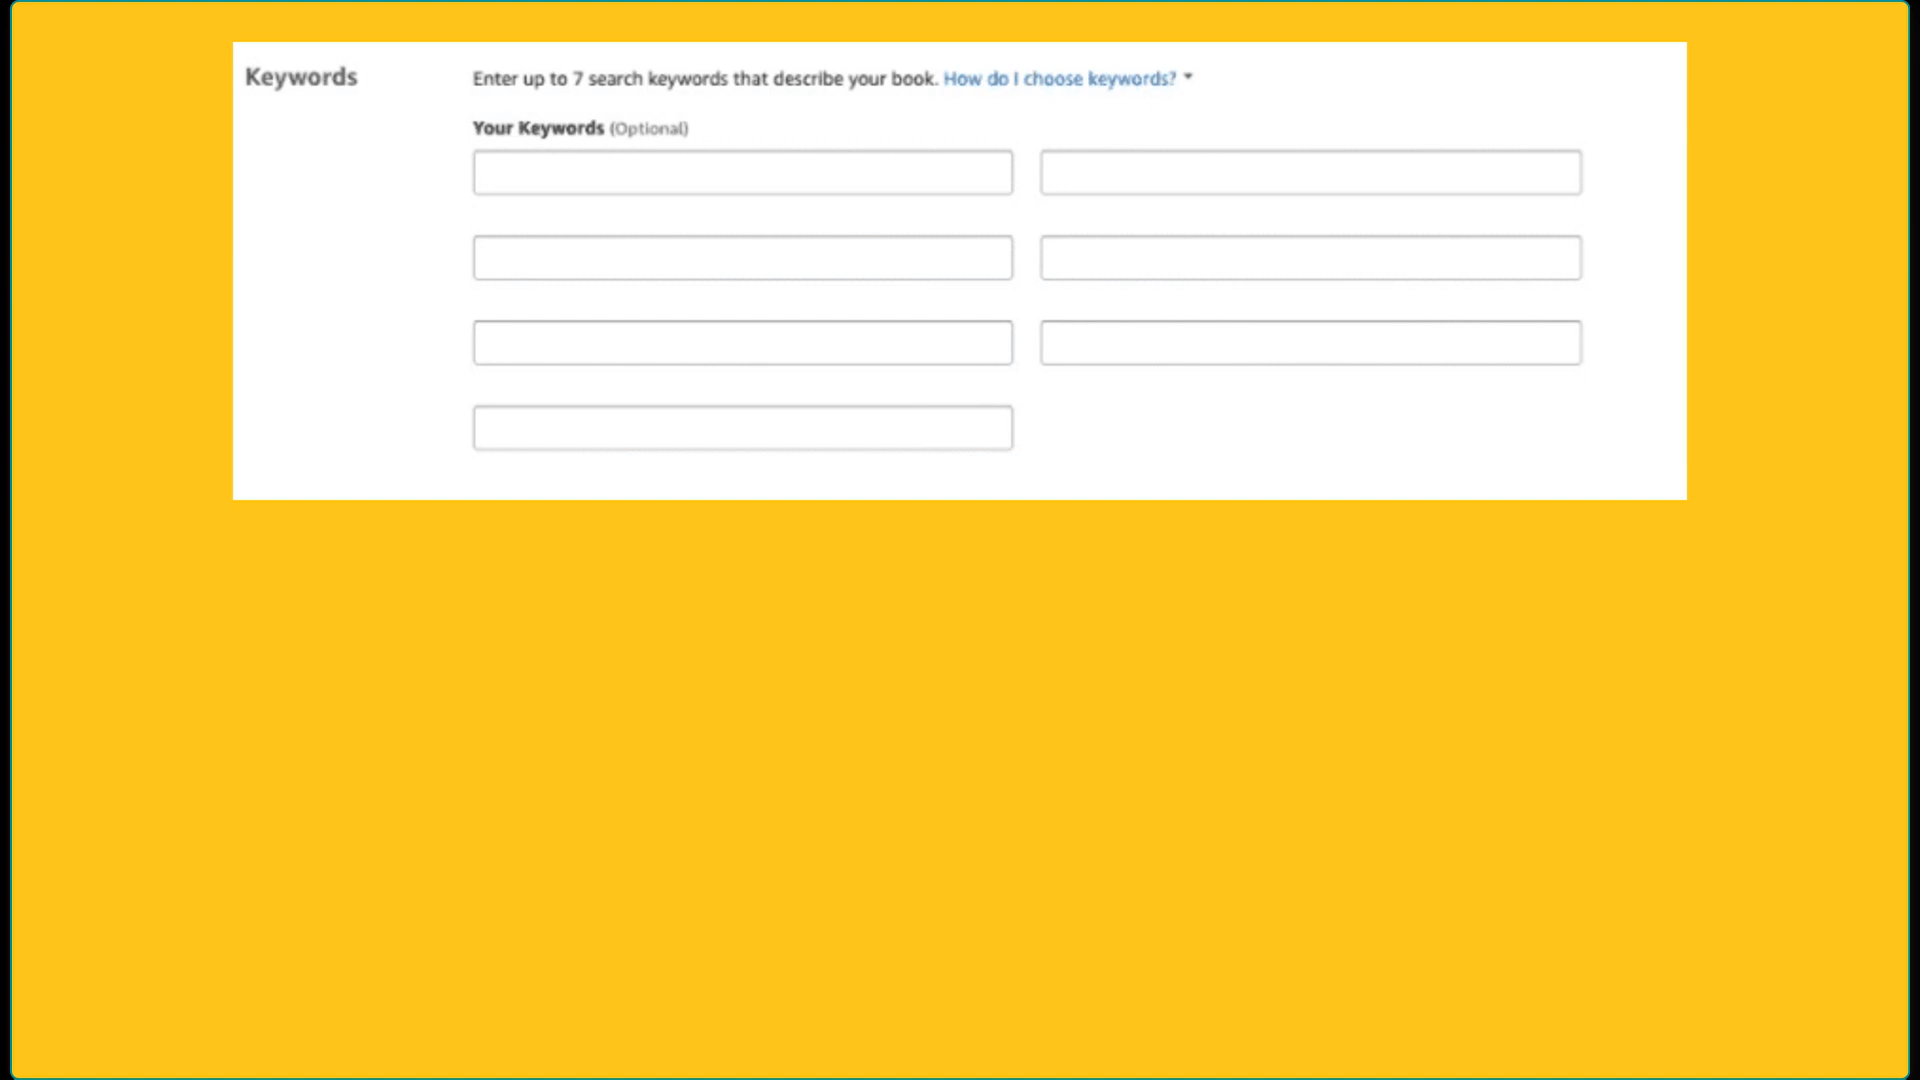 Keywords
Enter up to 7 search keywords that describe your book. How do I choose keywords?
Your Keywords (Optional)